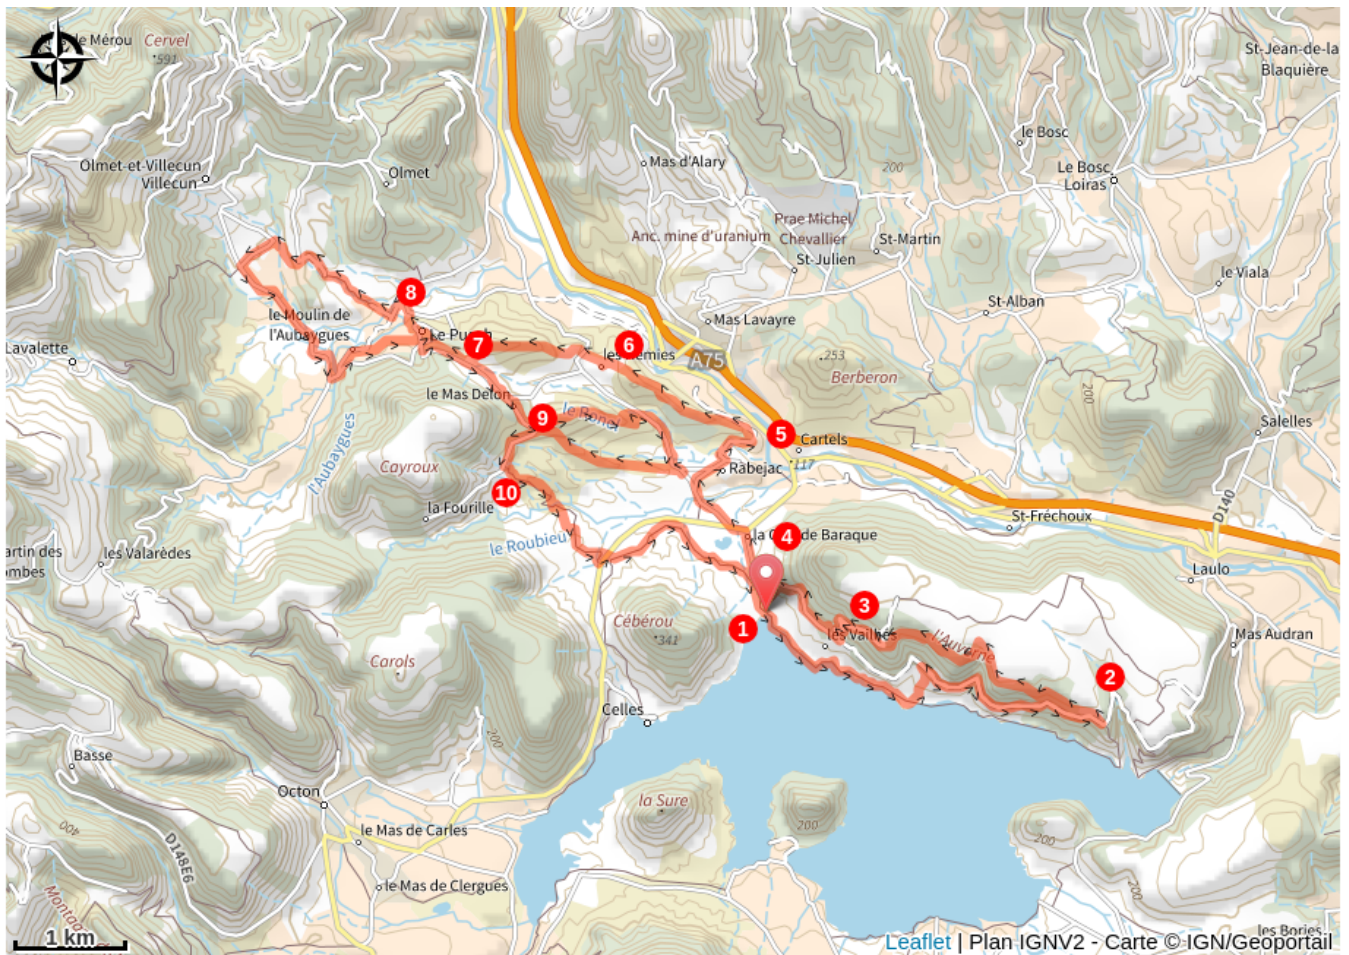 de Mérou
Cervel
591
St-Jean-de-la
Blaquière
Olmet-et-Villecun
Villecun
Olmet
Mas d'Alary
200
le Bosc
Le Bosc
Loiras
Prae Michel
Chevallier
Anc. mine d'uranium
St-Martin
St-Julien
le Viala
St-Alban
8
le Moulin de
l'Aubaygues
Mas Lavayre
Lavalette
7
6
A75
253
Berberon
200
le Mas Delon
9
5
Cartels
Salelles
l'Aubaygues
Cayroux
Rabejac
117
10
la Fourille
D140
St-Fréchoux
le Roubieu
4
de Baraque
les Valarèdes
Laulo
3
1
Cébérou
341
les Vailhés
l'Auverne
Mas Audran
Carols
2
Celles
200
Basse
Octon
la Sure
200
200
400
D148E6
le Mas de Carles
le Mas de Clergues
200
les Bories
1 km
Leaflet | Plan IGNV2 - Carte © IGN/Geoportail